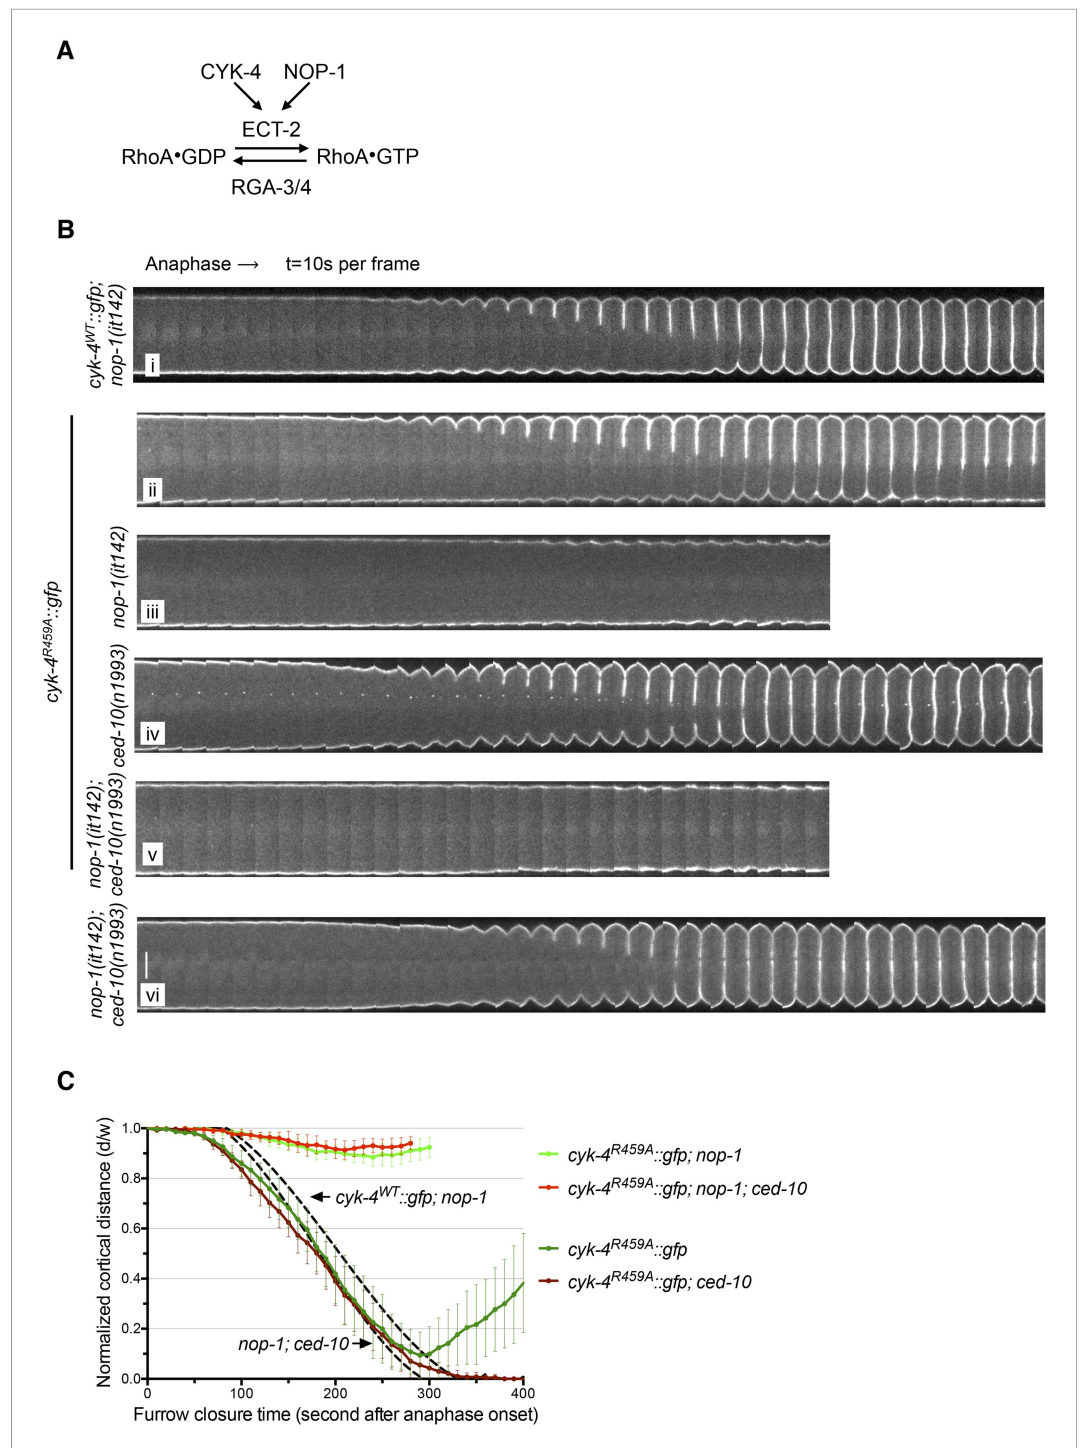 A
CYK-4 NOP-1
ECT-2
RhoA•GDP RhoA•GTP
RGA-3/4
B
Anaphase → t=10s per frame
cyk-4WT::gfp;
nop-1(it142)
i
cyk-4R459A::gfp
ii
nop-1(it142)
iii
ced-10(n1993)
iv
nop-1(it142);
ced-10(n1993)
v
nop-1(it142);
ced-10(n1993)
vi
C
Normalized cortical distance (d/w)
1.0
0.8
0.6
0.4
0.2
0.0
0 100 200 300 400
Furrow closure time (second after anaphase onset)
cyk-4WT::gfp; nop-1
nop-1; ced-10
cyk-4R459A::gfp; nop-1
cyk-4R459A::gfp; nop-1; ced-10
cyk-4R459A::gfp
cyk-4R459A::gfp; ced-10